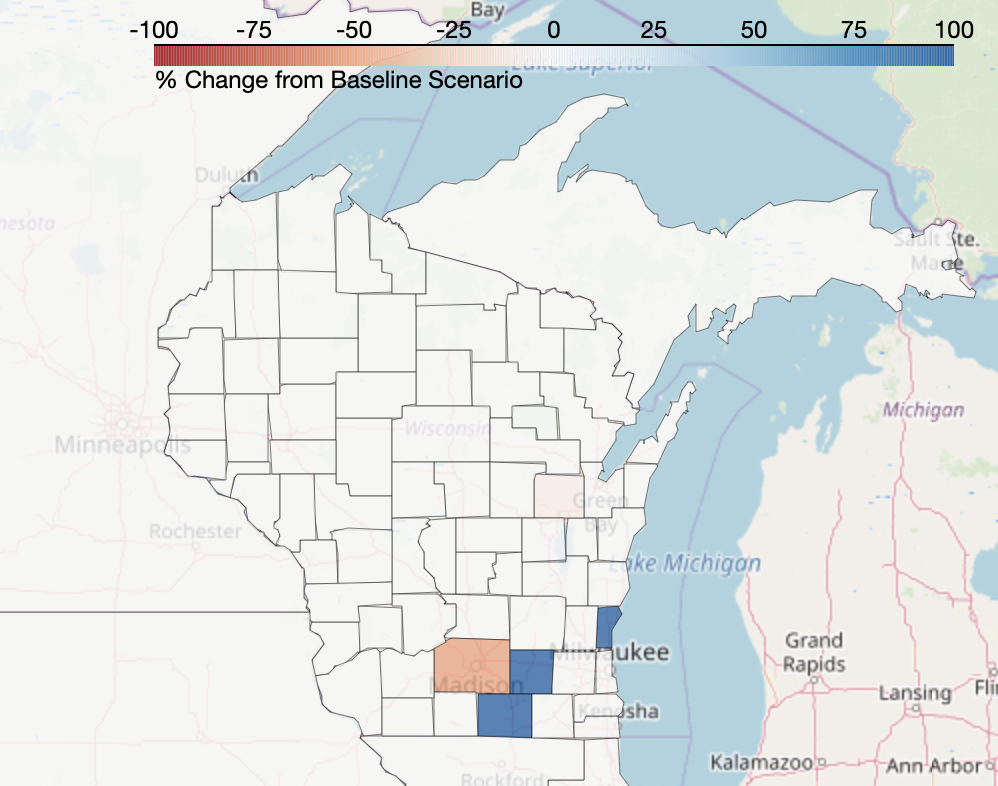 Bay
-100 -75 -50 -25 0 25 50 75 100
Lake Superior
% Change from Baseline Scenario
Duluth
nesota
Sault Ste.
Marie
Michigan
Minneapolis
Wisconsin
Green
Bay
Rochester
Lake Michigan
Milwaukee
Grand
Rapids
Madison
Lansing
Flin
Kenosha
Kalamazoo
Ann Arbor
Rockford